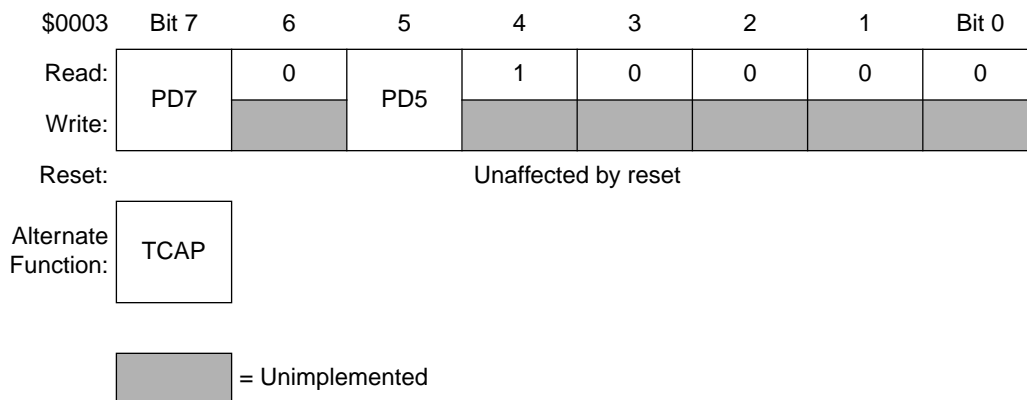 $0003 Bit 7 6 5 4 3 2 1 Bit 0
Read: PD7 0 PD5 1 0 0 0 0
Write:
Reset: Unaffected by reset
Alternate
Function: TCAP
= Unimplemented